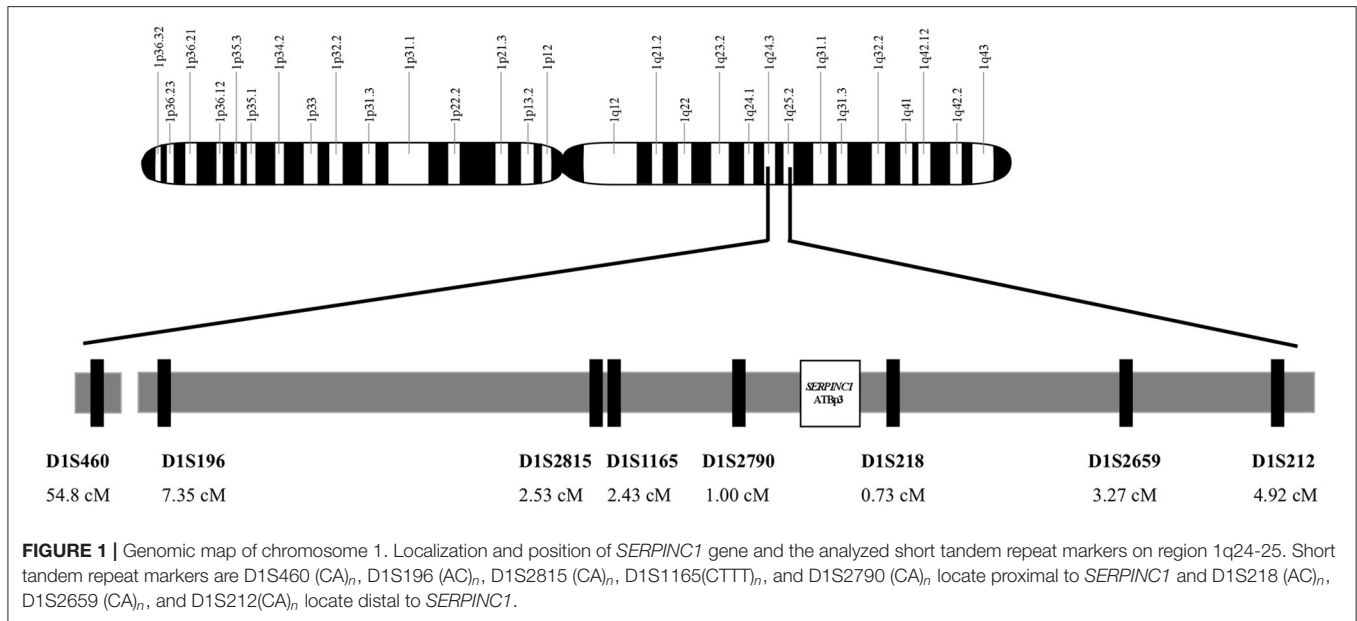 1p36.32
1p36.21
1p35.3
1p34.2
1p32.2
1p31.1
1p21.3
1p12
1q21.2
1q23.2
1q24.3
1q31.1
1q32.2
1q42.12
1q43
1p36.23
1p36.12
1p35.1
1p33
1p31.3
1p22.2
1p13.2
1q12
1q22
1q24.1
1q25.2
1q31.3
1q41
1q42.2
SERPINC1
ATBp3
D1S460 D1S196 D1S2815 D1S1165 D1S2790 D1S218 D1S2659 D1S212
54.8 cM 7.35 cM 2.53 cM 2.43 cM 1.00 cM 0.73 cM 3.27 cM 4.92 cM
FIGURE 1 | Genomic map of chromosome 1. Localization and position of SERPINC1 gene and the analyzed short tandem repeat markers on region 1q24-25. Short
tandem repeat markers are D1S460 (CA)n, D1S196 (AC)n, D1S2815 (CA)n, D1S1165(CTTT)n, and D1S2790 (CA)n locate proximal to SERPINC1 and D1S218 (AC)n,
D1S2659 (CA)n, and D1S212(CA)n locate distal to SERPINC1.